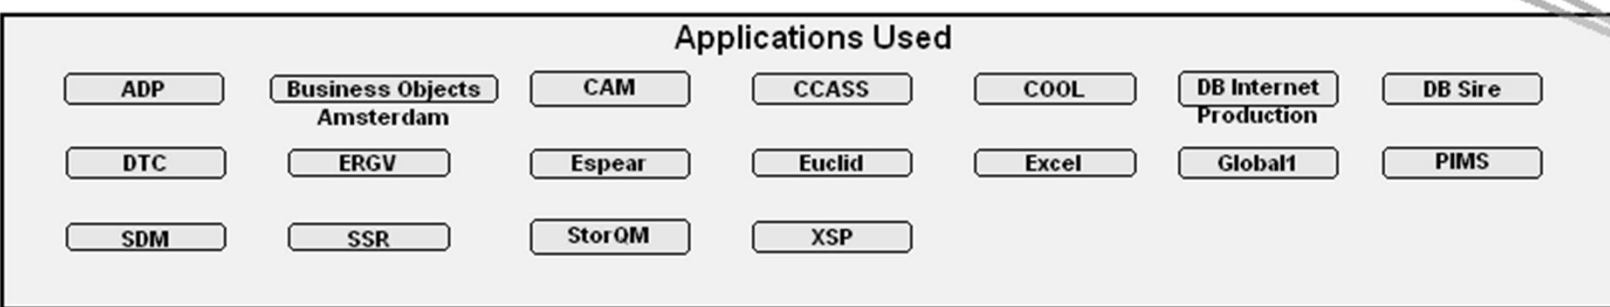 Applications Used
ADP
Business Objects
Amsterdam
CAM
CCASS
COOL
DB Internet
Production
DB Sire
DTC
ERGV
Espear
Euclid
Excel
Global1
PIMS
SDM
SSR
StorQM
XSP